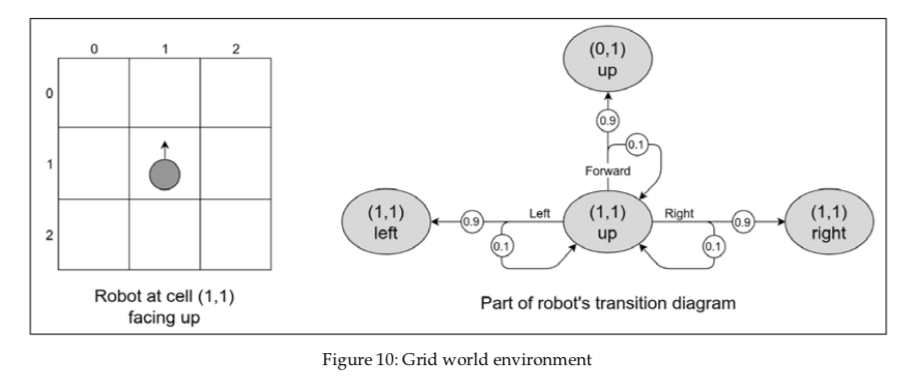 0 1 2
0
1
2
Robot at cell (1,1)
facing up
(0,1)
up
0.9
0.1
Forward
(1,1)
left
0.9
Left
0.1
(1,1)
up
Right
0.9
0.1
(1,1)
right
Part of robot's transition diagram
Figure 10: Grid world environment